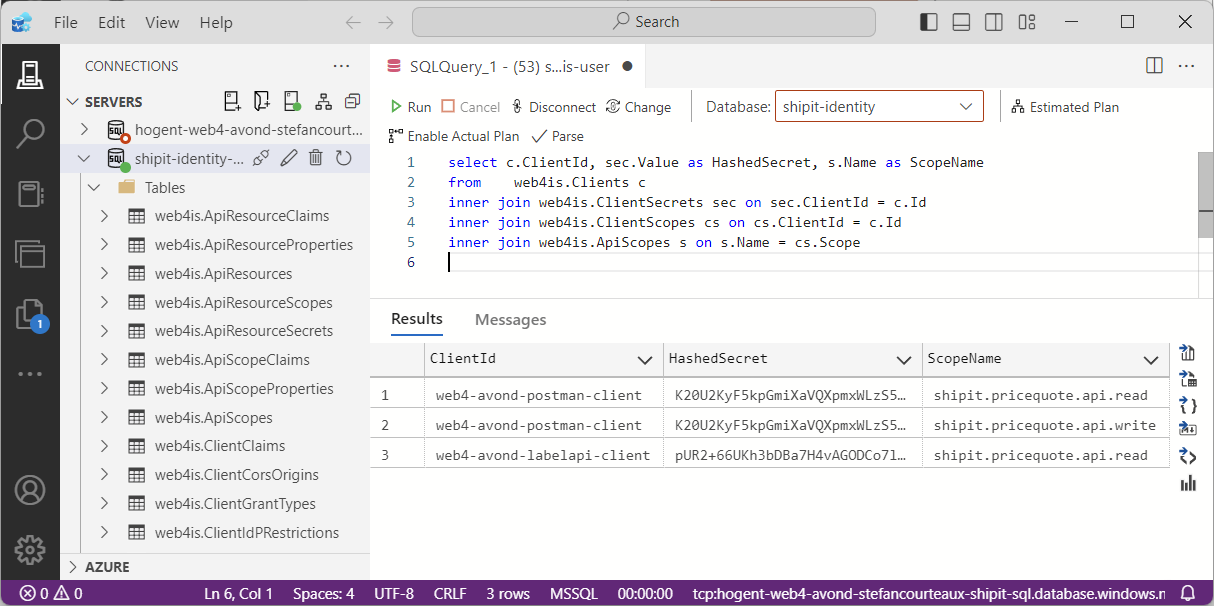 File Edit View Help Search
CONNECTIONS ...
SERVERS
hogent-web4-avond-stefancourt...
shipit-identity-...
Tables
web4is.ApiResourceClaims
web4is.ApiResourceProperties
web4is.ApiResources
web4is.ApiResourceScopes
web4is.ApiResourceSecrets
web4is.ApiScopeClaims
web4is.ApiScopeProperties
web4is.ApiScopes
web4is.ClientClaims
web4is.ClientCorsOrigins
web4is.ClientGrantTypes
web4is.ClientIdPRestrictions
AZURE
1
SQLQuery_1 - (53) s...is-user
Run Cancel Disconnect Change Database: shipit-identity Estimated Plan
Enable Actual Plan Parse
1 select c.ClientId, sec.Value as HashedSecret, s.Name as ScopeName
2 from    web4is.Clients c
3 inner join web4is.ClientSecrets sec on sec.ClientId = c.Id
4 inner join web4is.ClientScopes cs on cs.ClientId = c.Id
5 inner join web4is.ApiScopes s on s.Name = cs.Scope
6
Results Messages
ClientId HashedSecret ScopeName
1 web4-avond-postman-client K20U2KyF5kpGmiXaVQXpmxWLzS5... shipit.pricequote.api.read
2 web4-avond-postman-client K20U2KyF5kpGmiXaVQXpmxWLzS5... shipit.pricequote.api.write
3 web4-avond-labelapi-client pUR2+66UKh3bDBa7H4vAGODCo7l... shipit.pricequote.api.read
0 0 Ln 6, Col 1 Spaces: 4 UTF-8 CRLF 3 rows MSSQL 00:00:00 tcp:hogent-web4-avond-stefancourteaux-shipit-sql.database.windows.n